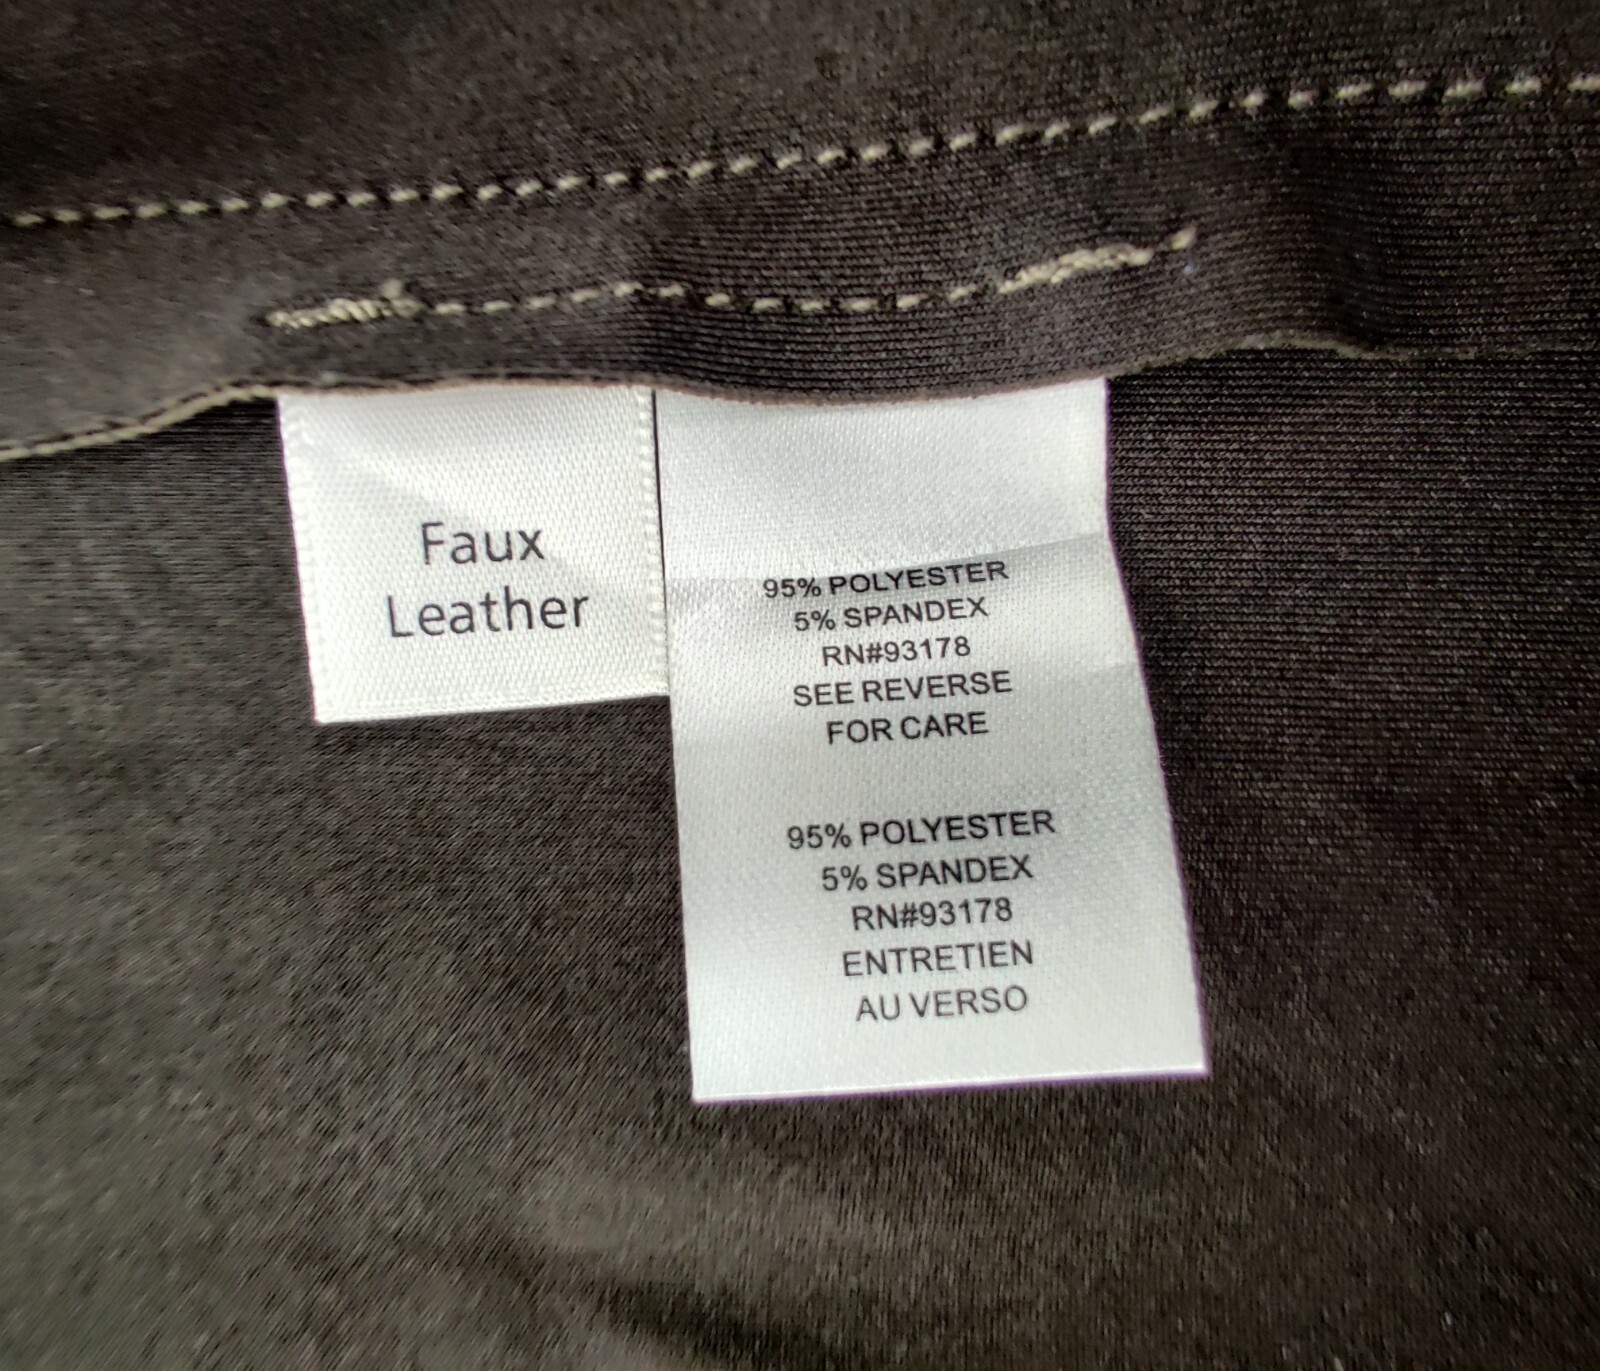 Faux
Leather
95% POLYESTER
5% SPANDEX
RN#93178
SEE REVERSE
FOR CARE
95% POLYESTER
5% SPANDEX
RN#93178
ENTRETIEN
AU VERSO